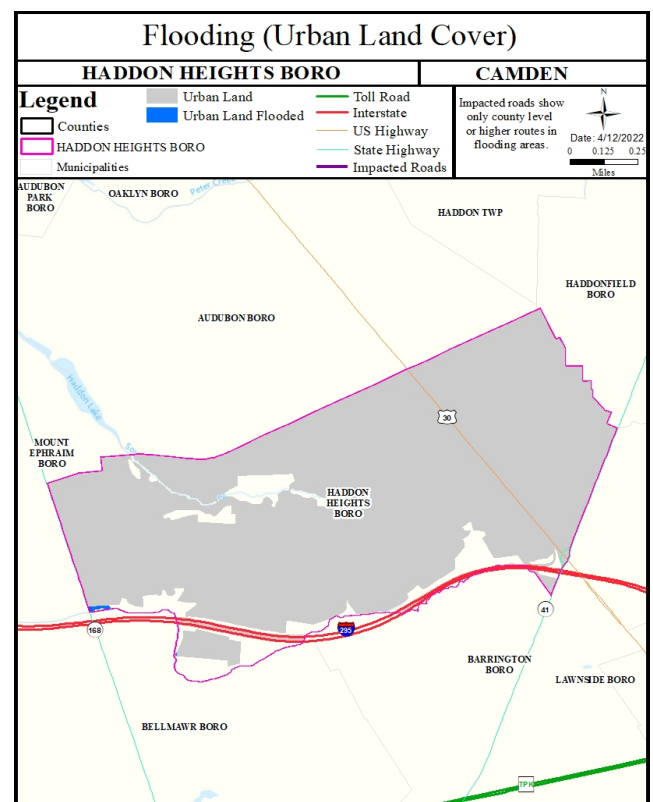 Flooding (Urban Land Cover)
HADDON HEIGHTS BORO
CAMDEN
Legend
Counties
HADDON HEIGHTS BORO
Municipalities
Urban Land
Urban Land Flooded
Toll Road
Interstate
US Highway
State Highway
Impacted Roads
Impacted roads show
only county level
or higher routes in
flooding areas.
N
Date: 4/12/2022
0 0.125 0.25
Miles
AUDUBON
PARK
BORO
OAKLYN BORO
Peter Creek
HADDON TWP
HADDONFIELD
BORO
AUDUBON BORO
Haddon Lake
30
MOUNT
EPHRAIM
BORO
HADDON
HEIGHTS
BORO
41
168
295
BARRINGTON
BORO
LAWNSIDE BORO
BELLMAWR BORO
TPK